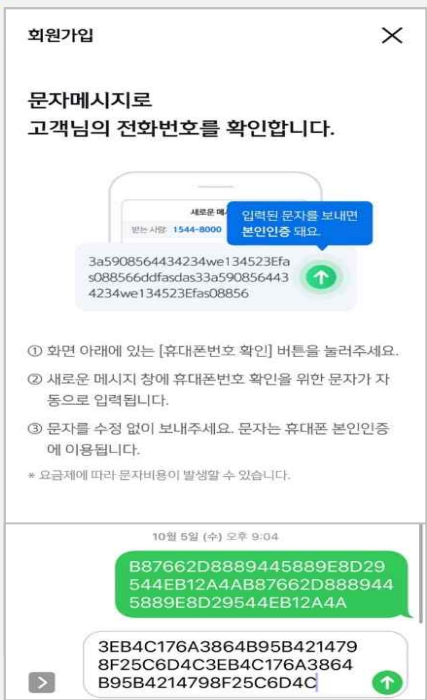 회원가입
문자메시지로
고객님의 전화번호를 확인합니다.
새로운 메
받는사람 1544-8000
입력된 문자를 보내면
본인인증 돼요.
3a5908564434234we134523Efa
s088566ddfasdas33a590856443
4234we134523Efas08856
① 화면 아래에 있는 [휴대폰번호 확인] 버튼을 눌러주세요.
② 새로운 메시지 창에 휴대폰번호 확인을 위한 문자가 자
동으로 입력됩니다.
③ 문자를 수정 없이 보내주세요. 문자는 휴대폰 본인인증
에 이용됩니다.
* 요금제에 따라 문자비용이 발생할 수 있습니다.
10월 5일 (수) 오후 9:04
B87662D8889445889E8D29
544EB12A4AB87662D888944
5889E8D29544EB12A4A
3EB4C176A3864B95B421479
8F25C6D4C3EB4C176A3864
B95B4214798F25C6D4C